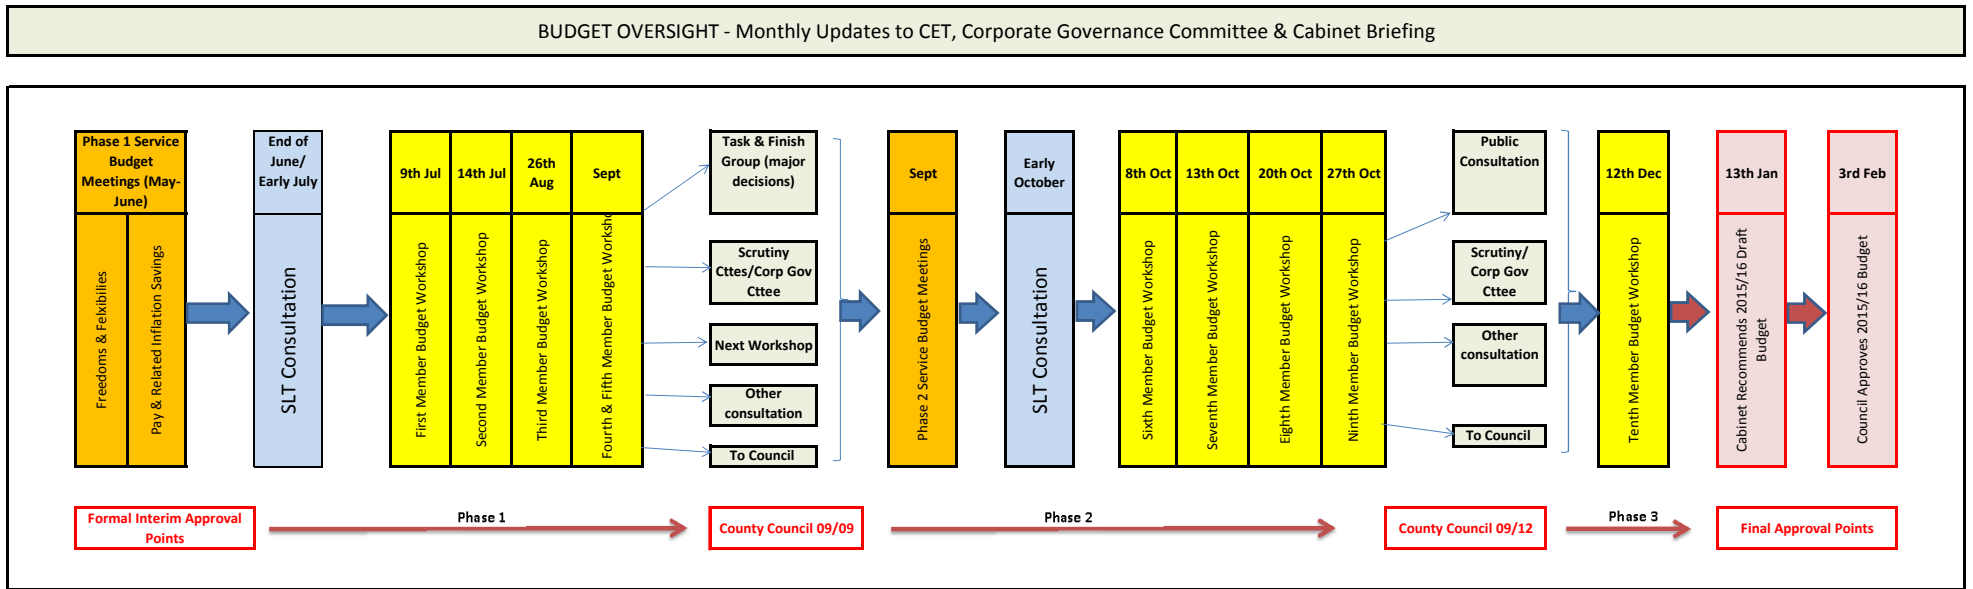 BUDGET OVERSIGHT - Monthly Updates to CET, Corporate Governance Committee & Cabinet Briefing
Phase 1 Service
Budget
Meetings (May-
June)
Freedoms & Felxibilies
Pay & Related Inflation Savings
End of
June/
Early July
SLT Consultation
9th Jul
First Member Budget Workshop
14th Jul
Second Member Budget Workshop
26th
Aug
Third Member Budget Workshop
Sept
Fourth & Fifth Member Budget Worksho
Task & Finish
Group (major
decisions)
Scrutiny
Cttes/Corp Gov
Cttee
Next Workshop
Other
consultation
To Council
Sept
Phase 2 Service Budget Meetings
Early
October
SLT Consultation
8th Oct
Sixth Member Budget Workshop
13th Oct
Seventh Member Budget Workshop
20th Oct
Eighth Member Budget Workshop
27th Oct
Ninth Member Budget Workshop
Public
Consultation
Scrutiny/
Corp Gov
Cttee
Other
consultation
To Council
12th Dec
Tenth Member Budget Workshop
13th Jan
Cabinet Recommends 2015/16 Draft
Budget
3rd Feb
Council Approves 2015/16 Budget
Formal Interim Approval
Points
Phase 1
County Council 09/09
Phase 2
County Council 09/12
Phase 3
Final Approval Points